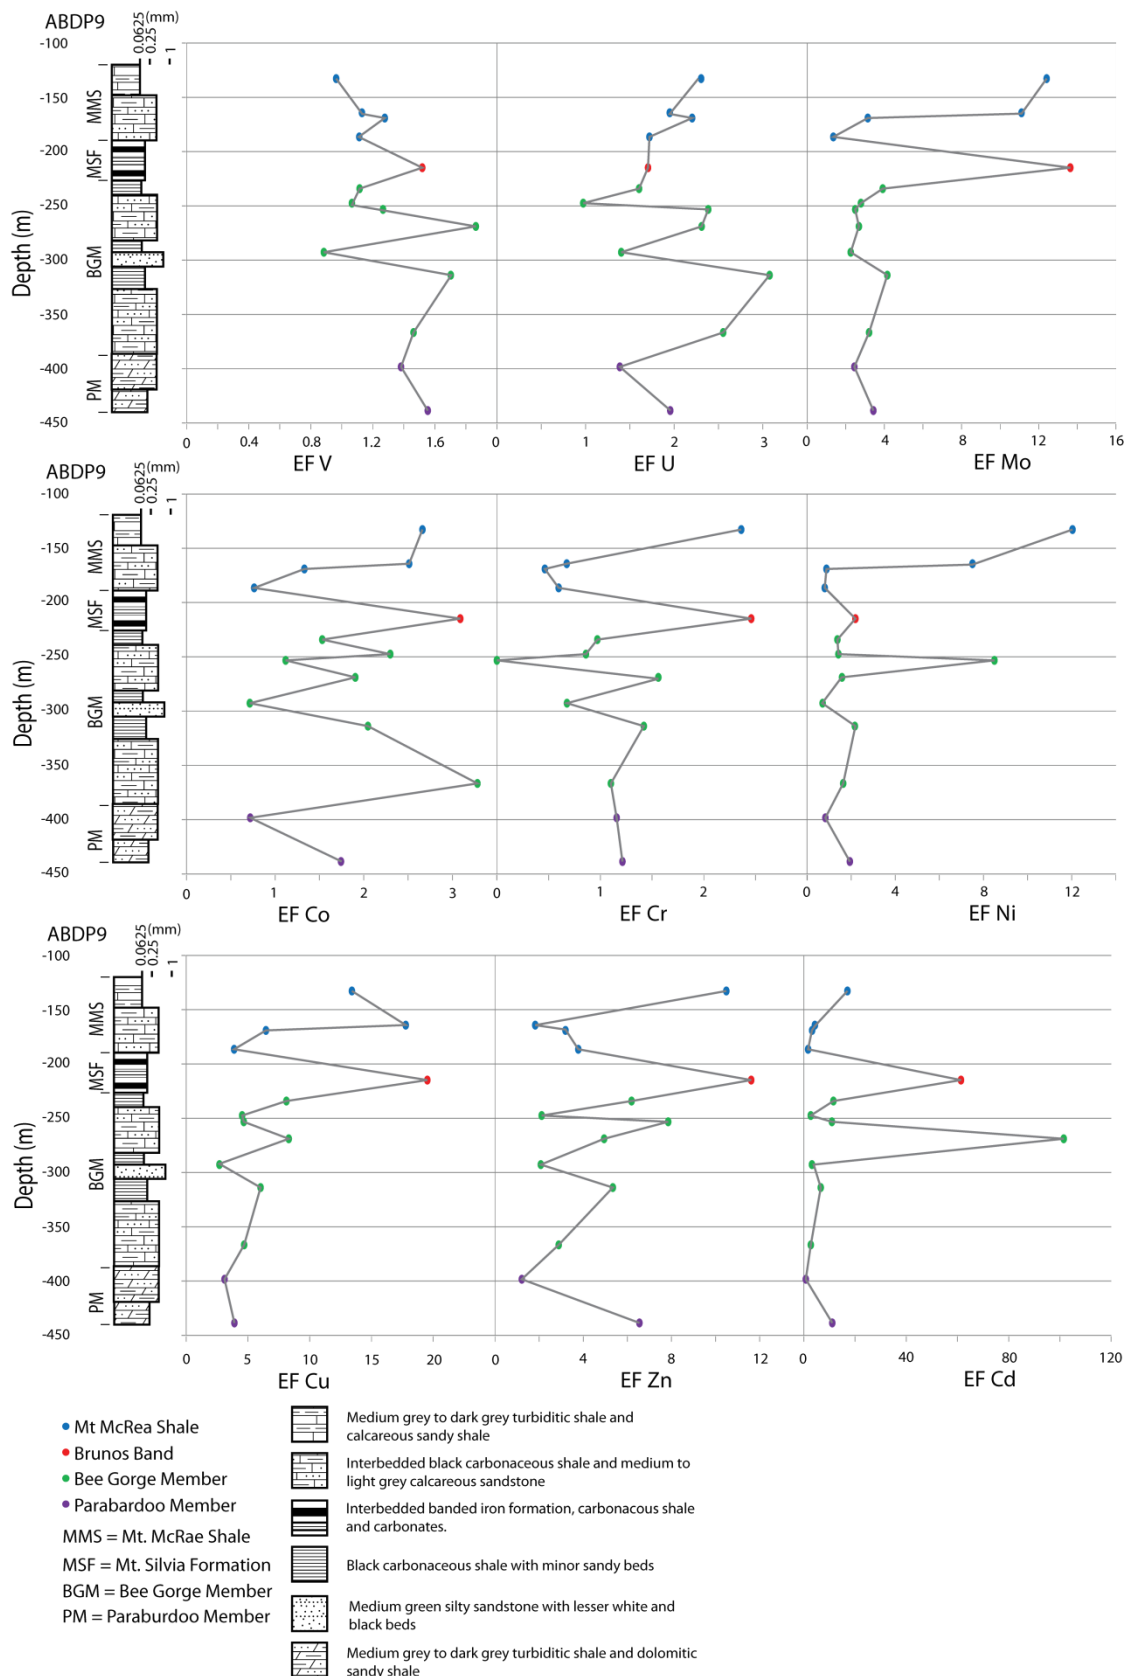 ABDP9
0.0625
0.25
1
(mm)
-100
-150
-200
-250
-300
-350
-400
-450
Depth (m)
MMS
MSF
BGM
PM
0 0.4 0.8 1.2 1.6 0 1 2 3 0 4 8 12 16
EF V EF U EF Mo
ABDP9
0.0625
0.25
1
(mm)
-100
-150
-200
-250
-300
-350
-400
-450
Depth (m)
MMS
MSF
BGM
PM
0 1 2 3 0 1 2 0 4 8 12
EF Co EF Cr EF Ni
ABDP9
0.0625
0.25
1
(mm)
-100
-150
-200
-250
-300
-350
-400
-450
Depth (m)
MMS
MSF
BGM
PM
0 5 10 15 20 0 4 8 12 0 40 80 120
EF Cu EF Zn EF Cd
Mt McRea Shale
Brunos Band
Bee Gorge Member
Parabardoo Member
MMS = Mt. McRae Shale
MSF = Mt. Silvia Formation
BGM = Bee Gorge Member
PM = Paraburdoo Member
Medium grey to dark grey turbiditic shale and
calcareous sandy shale
Interbedded black carbonaceous shale and medium to
light grey calcareous sandstone
Interbedded banded iron formation, carbonacous shale
and carbonates.
Black carbonaceous shale with minor sandy beds
Medium green silty sandstone with lesser white and
black beds
Medium grey to dark grey turbiditic shale and dolomitic
sandy shale